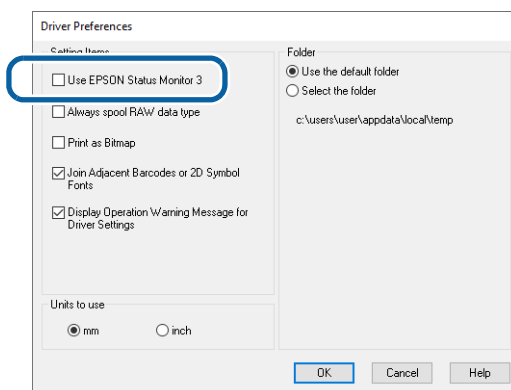 Driver Preferences
Setting Items
Use EPSON Status Monitor 3
Always spool RAW data type
Print as Bitmap
Join Adjacent Barcodes or 2D Symbol
Fonts
Display Operation Warning Message for
Driver Settings
Units to use
mm
inch
Folder
Use the default folder
Select the folder
c:\users\user\appdata\local\temp
OK
Cancel
Help